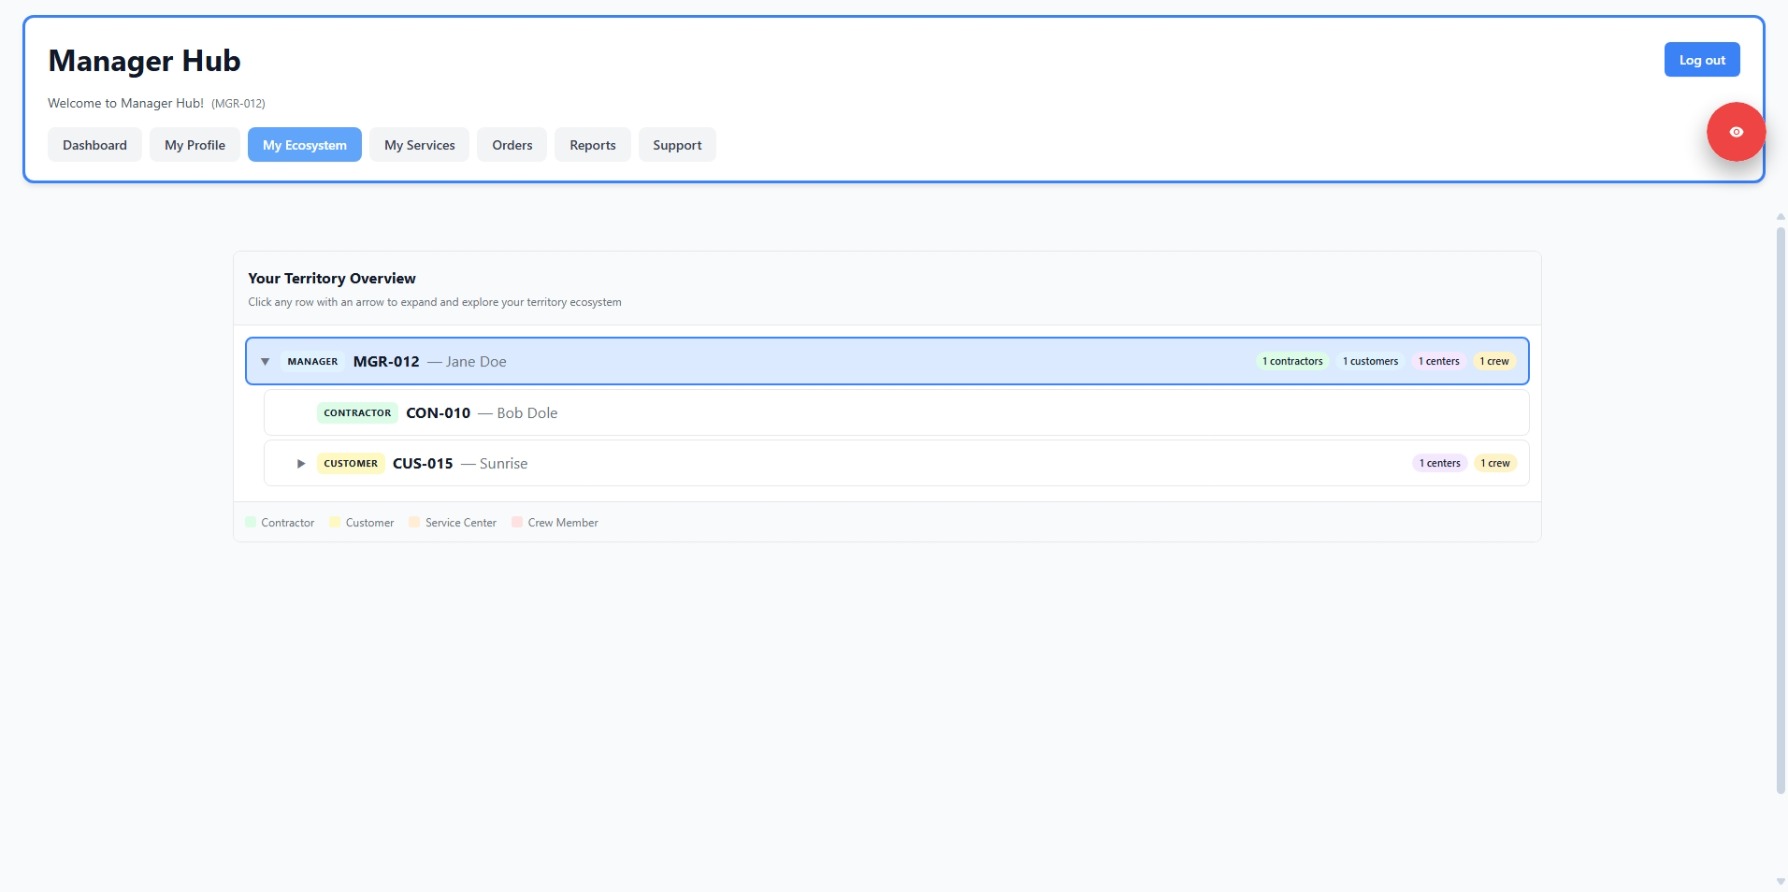 Manager Hub
Log out
Welcome to Manager Hub! (MGR-012)
Dashboard My Profile My Ecosystem My Services Orders Reports Support
Your Territory Overview
Click any row with an arrow to expand and explore your territory ecosystem
MANAGER MGR-012 — Jane Doe 1 contractors 1 customers 1 centers 1 crew
CONTRACTOR CON-010 — Bob Dole
CUSTOMER CUS-015 — Sunrise 1 centers 1 crew
Contractor Customer Service Center Crew Member